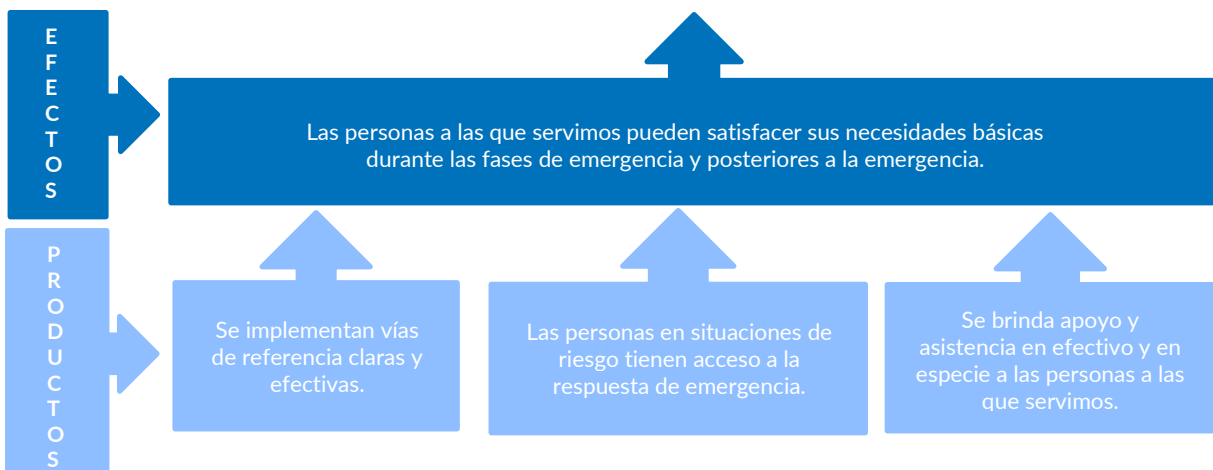 EFECTOS
Las personas a las que servimos pueden satisfacer sus necesidades básicas
durante las fases de emergencia y posteriores a la emergencia.
PRODUCTOS
Se implementan vías
de referencia claras y
efectivas.
Las personas en situaciones de
riesgo tienen acceso a la
respuesta de emergencia.
Se brinda apoyo y
asistencia en efectivo y en
especie a las personas a las
que servimos.